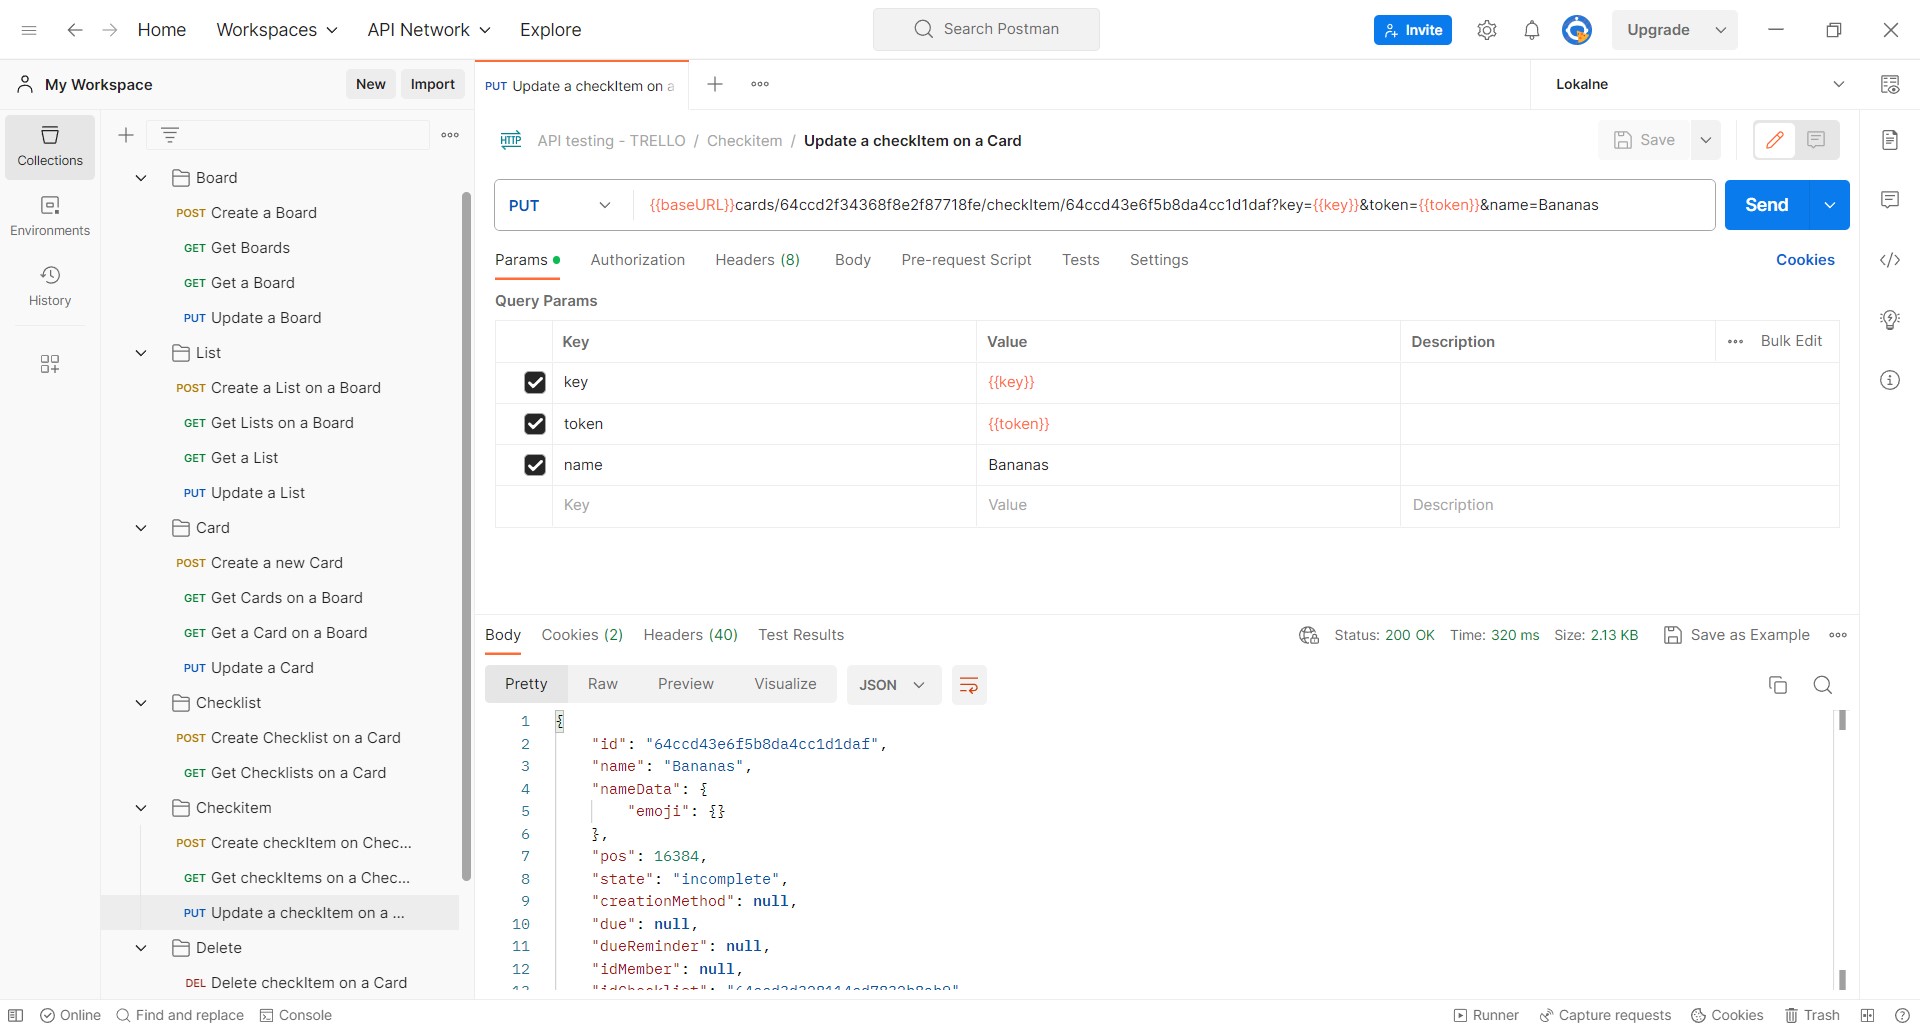 Home Workspaces API Network Explore Search Postman Invite Upgrade
My Workspace New Import PUT Update a checkItem on a Lokalne
Collections
Environments
History
Board
POST Create a Board
GET Get Boards
GET Get a Board
PUT Update a Board
List
POST Create a List on a Board
GET Get Lists on a Board
GET Get a List
PUT Update a List
Card
POST Create a new Card
GET Get Cards on a Board
GET Get a Card on a Board
PUT Update a Card
Checklist
POST Create Checklist on a Card
GET Get Checklists on a Card
Checkitem
POST Create checkItem on Chec...
GET Get checkItems on a Chec...
PUT Update a checkItem on a ...
Delete
DEL Delete checkItem on a Card
HTTP API testing - TRELLO / Checkitem / Update a checkItem on a Card Save
PUT {{baseURL}}cards/64ccd2f34368f8e2f87718fe/checkItem/64ccd43e6f5b8da4cc1d1daf?key={{key}}&token={{token}}&name=Bananas Send
Params Authorization Headers (8) Body Pre-request Script Tests Settings Cookies
Query Params
Key Value Description Bulk Edit
key {{key}}
token {{token}}
name Bananas
Key Value Description
Body Cookies (2) Headers (40) Test Results Status: 200 OK Time: 320 ms Size: 2.13 KB Save as Example
Pretty Raw Preview Visualize JSON
1 {
2 "id": "64ccd43e6f5b8da4cc1d1daf",
3 "name": "Bananas",
4 "nameData": {
5 "emoji": {}
6 },
7 "pos": 16384,
8 "state": "incomplete",
9 "creationMethod": null,
10 "due": null,
11 "dueReminder": null,
12 "idMember": null,
Online Find and replace Console Runner Capture requests Cookies Trash